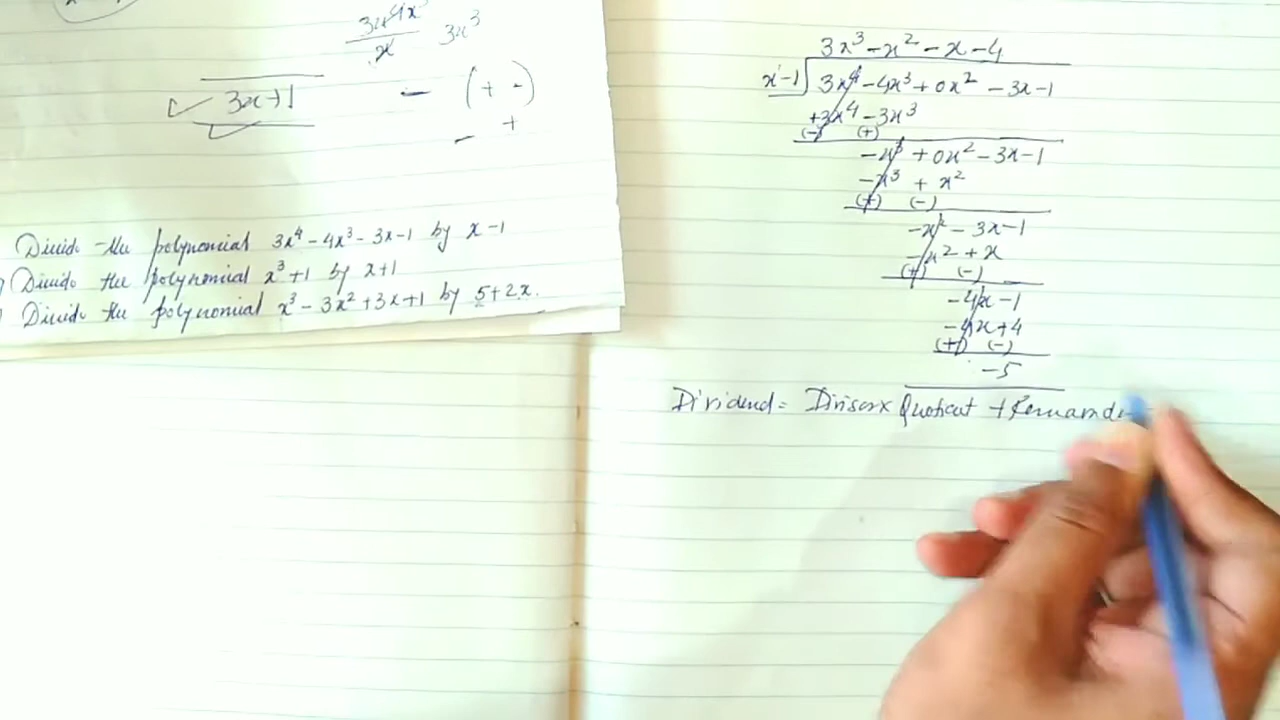 3x⁴x 3x³
x
3x+1
— (+ -)
— +
Divide the polynomial 3x⁴-4x³-3x-1 by x-1
Divide the polynomial x³+1 by x+1
Divide the polynomial x³-3x²+3x+1 by 5+2x.
3x³-x²-x-4
x-1) 3x⁴-4x³+0x²-3x-1
+3x⁴-3x³
(-) (+)
-x³+0x²-3x-1
-x³+x²
(+) (-)
-x²-3x-1
-x²+x
(+) (-)
-4x-1
-4x+4
(+) (-)
-5
Dividend = Divisor x Quotient + Remainde